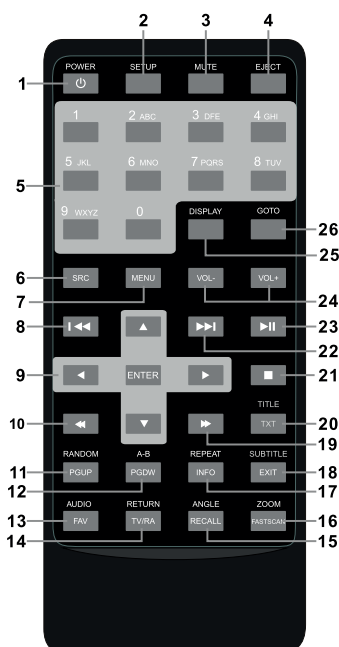 2 3 4
POWER SETUP MUTE EJECT
1
1 2 ABC 3 DFE 4 GHI
5 JKL 6 MNO 7 PQRS 8 TUV
5
9 WXYZ 0 DISPLAY GOTO
26
25
6 SRC MENU VOL- VOL+
7 24
8 23
22
9 ENTER 21
TITLE
10 TXT 20
19
RANDOM A-B REPEAT SUBTITLE
11 PGUP PGDW INFO EXIT 18
12 17
AUDIO RETURN ANGLE ZOOM
13 FAV TV/RA RECALL FASTSCAN 16
14 15